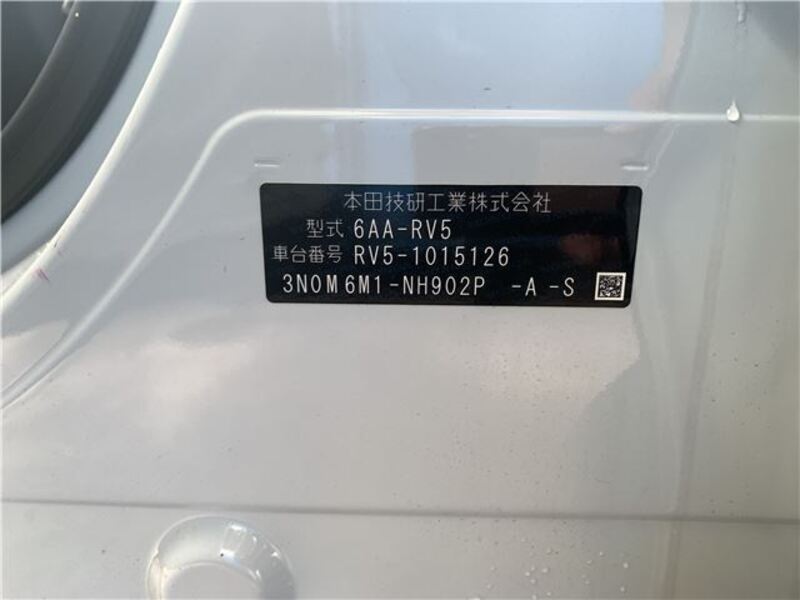 本田技研工業株式会社
型式 6AA-RV5
車台番号 RV5-1015126
3N0M6M1-NH902P -A-S